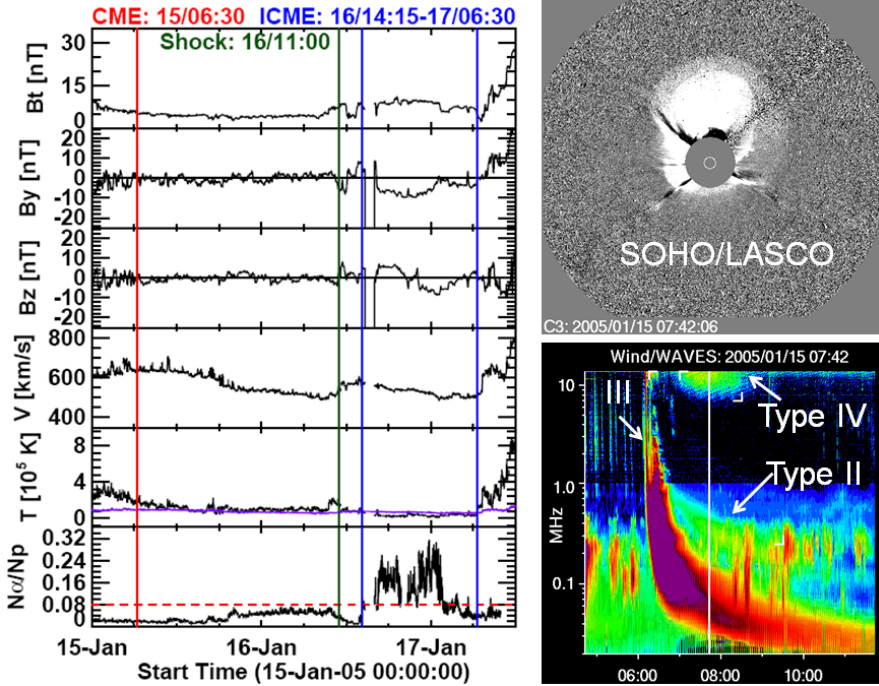 CME: 15/06:30 ICME: 16/14:15-17/06:30
Shock: 16/11:00
Bt [nT]
30
15
0
By [nT]
20
10
0
-10
-20
Bz [nT]
20
10
0
-10
-20
V [km/s]
800
600
400
T [10⁵ K]
8
4
0
Nα/Np
0.32
0.24
0.16
0.08
0
15-Jan 16-Jan 17-Jan
Start Time (15-Jan-05 00:00:00)
SOHO/LASCO
C3: 2005/01/15 07:42:06
Wind/WAVES: 2005/01/15 07:42
III
Type IV
Type II
MHz
10
1.0
0.1
06:00 08:00 10:00